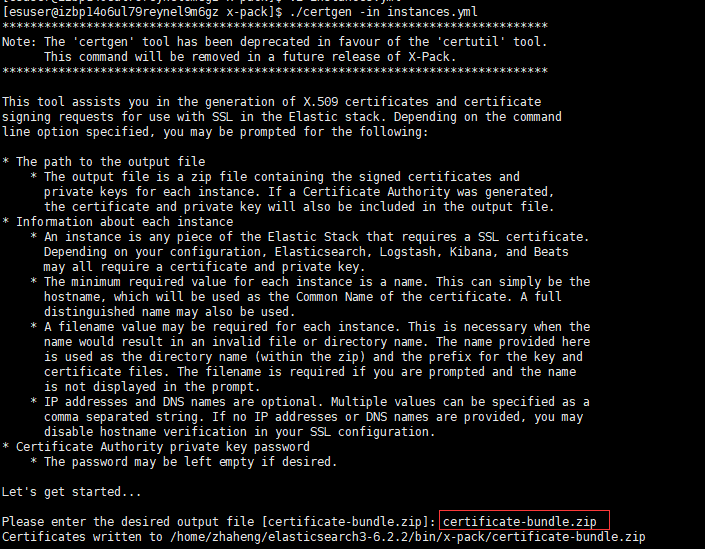 [esuser@izbp14o6ul79reynel9m6gz x-pack]$ ./certgen -in instances.yml
******************************************************************************
Note: The 'certgen' tool has been deprecated in favour of the 'certutil' tool.
This command will be removed in a future release of X-Pack.
******************************************************************************
This tool assists you in the generation of X.509 certificates and certificate
signing requests for use with SSL in the Elastic stack. Depending on the command
line option specified, you may be prompted for the following:
* The path to the output file
* The output file is a zip file containing the signed certificates and
private keys for each instance. If a Certificate Authority was generated,
the certificate and private key will also be included in the output file.
* Information about each instance
* An instance is any piece of the Elastic Stack that requires a SSL certificate.
Depending on your configuration, Elasticsearch, Logstash, Kibana, and Beats
may all require a certificate and private key.
* The minimum required value for each instance is a name. This can simply be the
hostname, which will be used as the Common Name of the certificate. A full
distinguished name may also be used.
* A filename value may be required for each instance. This is necessary when the
name would result in an invalid file or directory name. The name provided here
is used as the directory name (within the zip) and the prefix for the key and
certificate files. The filename is required if you are prompted and the name
is not displayed in the prompt.
* IP addresses and DNS names are optional. Multiple values can be specified as a
comma separated string. If no IP addresses or DNS names are provided, you may
disable hostname verification in your SSL configuration.
* Certificate Authority private key password
* The password may be left empty if desired.
Let's get started...
Please enter the desired output file [certificate-bundle.zip]: certificate-bundle.zip
Certificates written to /home/zhaheng/elasticsearch3-6.2.2/bin/x-pack/certificate-bundle.zip